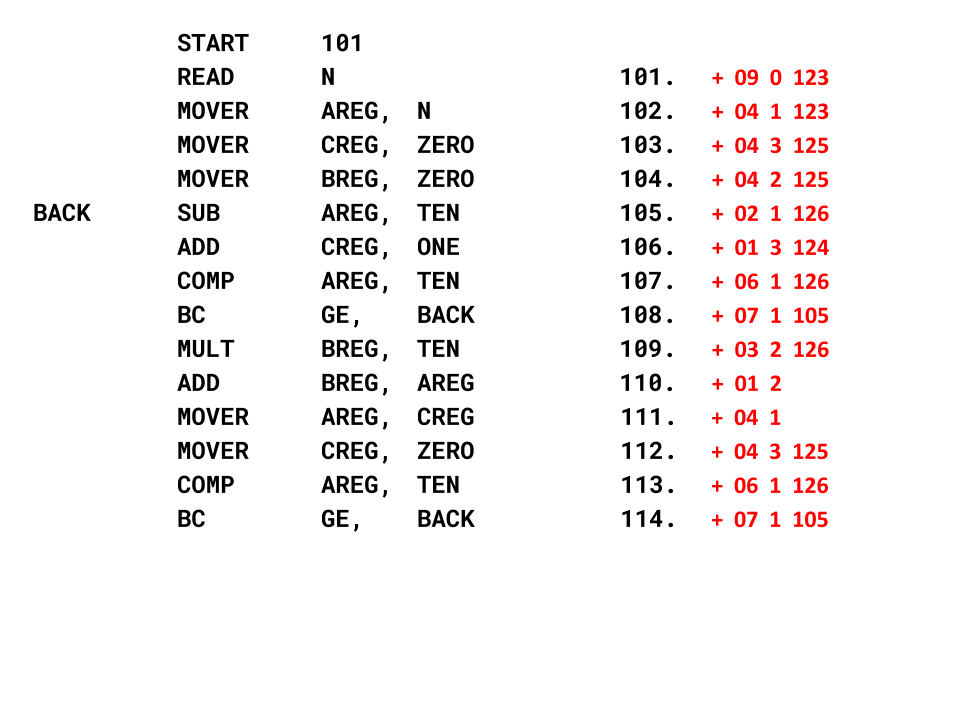 START 101
READ N 101. + 09 0 123
MOVER AREG, N 102. + 04 1 123
MOVER CREG, ZERO 103. + 04 3 125
MOVER BREG, ZERO 104. + 04 2 125
BACK SUB AREG, TEN 105. + 02 1 126
ADD CREG, ONE 106. + 01 3 124
COMP AREG, TEN 107. + 06 1 126
BC GE, BACK 108. + 07 1 105
MULT BREG, TEN 109. + 03 2 126
ADD BREG, AREG 110. + 01 2
MOVER AREG, CREG 111. + 04 1
MOVER CREG, ZERO 112. + 04 3 125
COMP AREG, TEN 113. + 06 1 126
BC GE, BACK 114. + 07 1 105